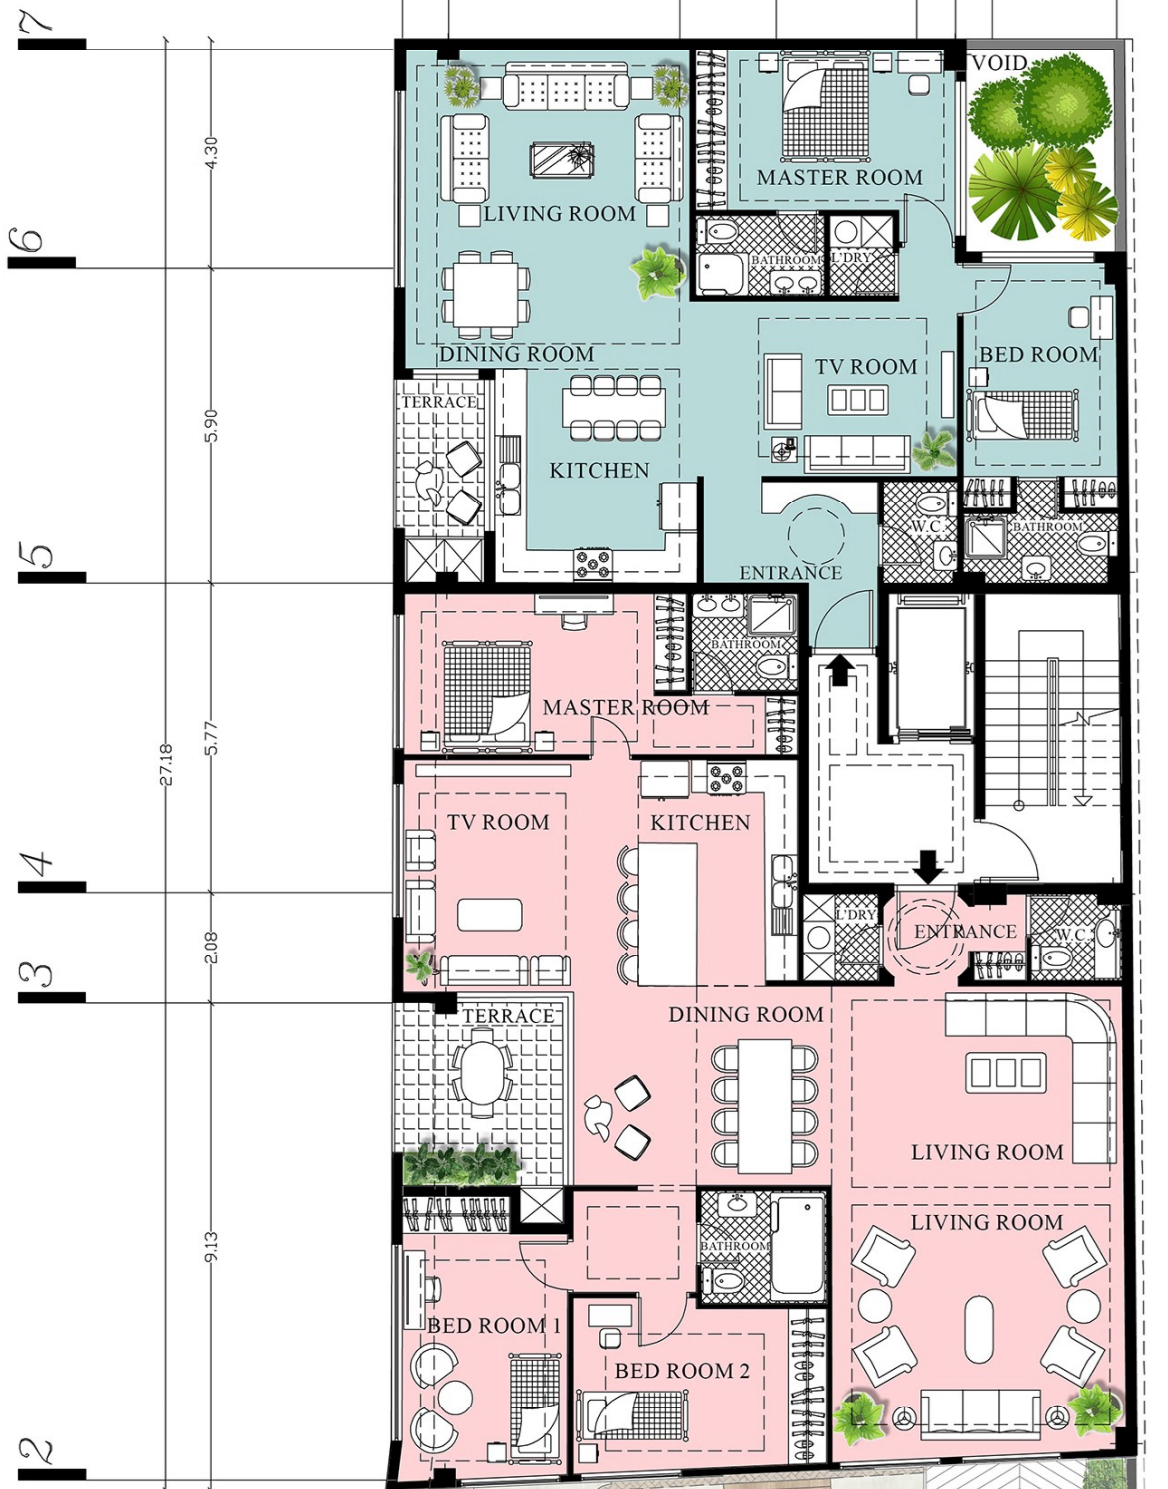 7
VOID
4.30
MASTER ROOM
LIVING ROOM
6
BATHROOM
L'DRY
DINING ROOM
BED ROOM
TV ROOM
TERRACE
5.90
KITCHEN
W.C.
BATHROOM
5
ENTRANCE
BATHROOM
MASTER ROOM
5.77
27.18
TV ROOM
KITCHEN
4
L'DRY
ENTRANCE
W.C.
2.08
3
TERRACE
DINING ROOM
LIVING ROOM
LIVING ROOM
9.13
BATHROOM
BED ROOM 1
BED ROOM 2
2